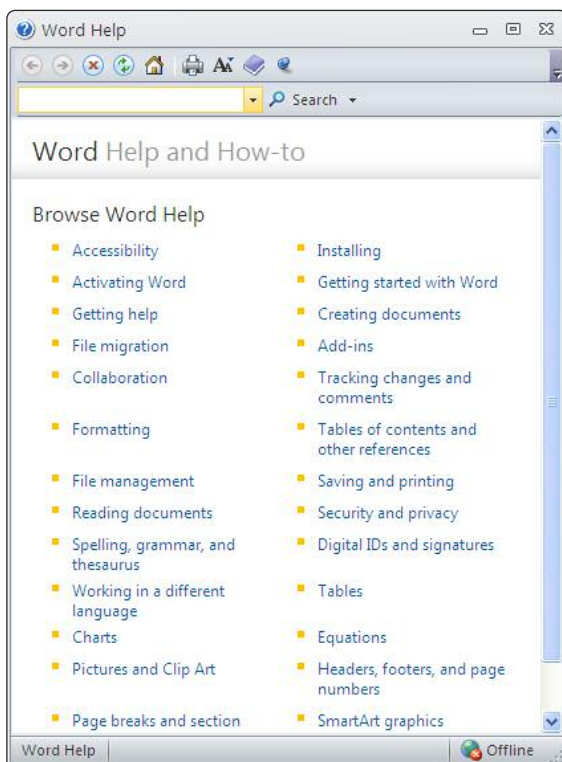 Word Help
Search
Word Help and How-to
Browse Word Help
Accessibility
Installing
Activating Word
Getting started with Word
Getting help
Creating documents
File migration
Add-ins
Collaboration
Tracking changes and
comments
Formatting
Tables of contents and
other references
File management
Saving and printing
Reading documents
Security and privacy
Spelling, grammar, and
thesaurus
Digital IDs and signatures
Working in a different
language
Tables
Charts
Equations
Pictures and Clip Art
Headers, footers, and page
numbers
Page breaks and section
SmartArt graphics
Word Help
Offline